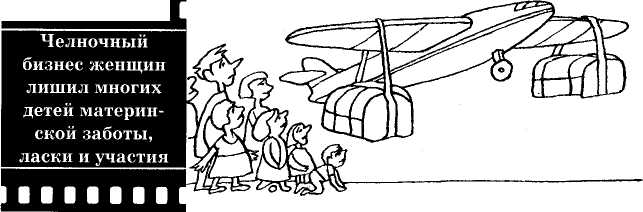 Челночный
бизнес женщин
лишил многих
детей материн-
ской заботы,
ласки и участия